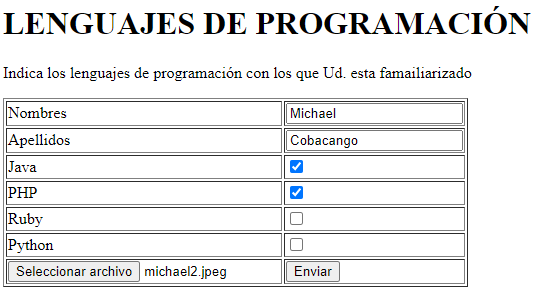 LENGUAJES DE PROGRAMACIÓN
Indica los lenguajes de programación con los que Ud. esta famailiarizado
Nombres Michael
Apellidos Cobacango
Java
PHP
Ruby
Python
Seleccionar archivo michael2.jpeg Enviar